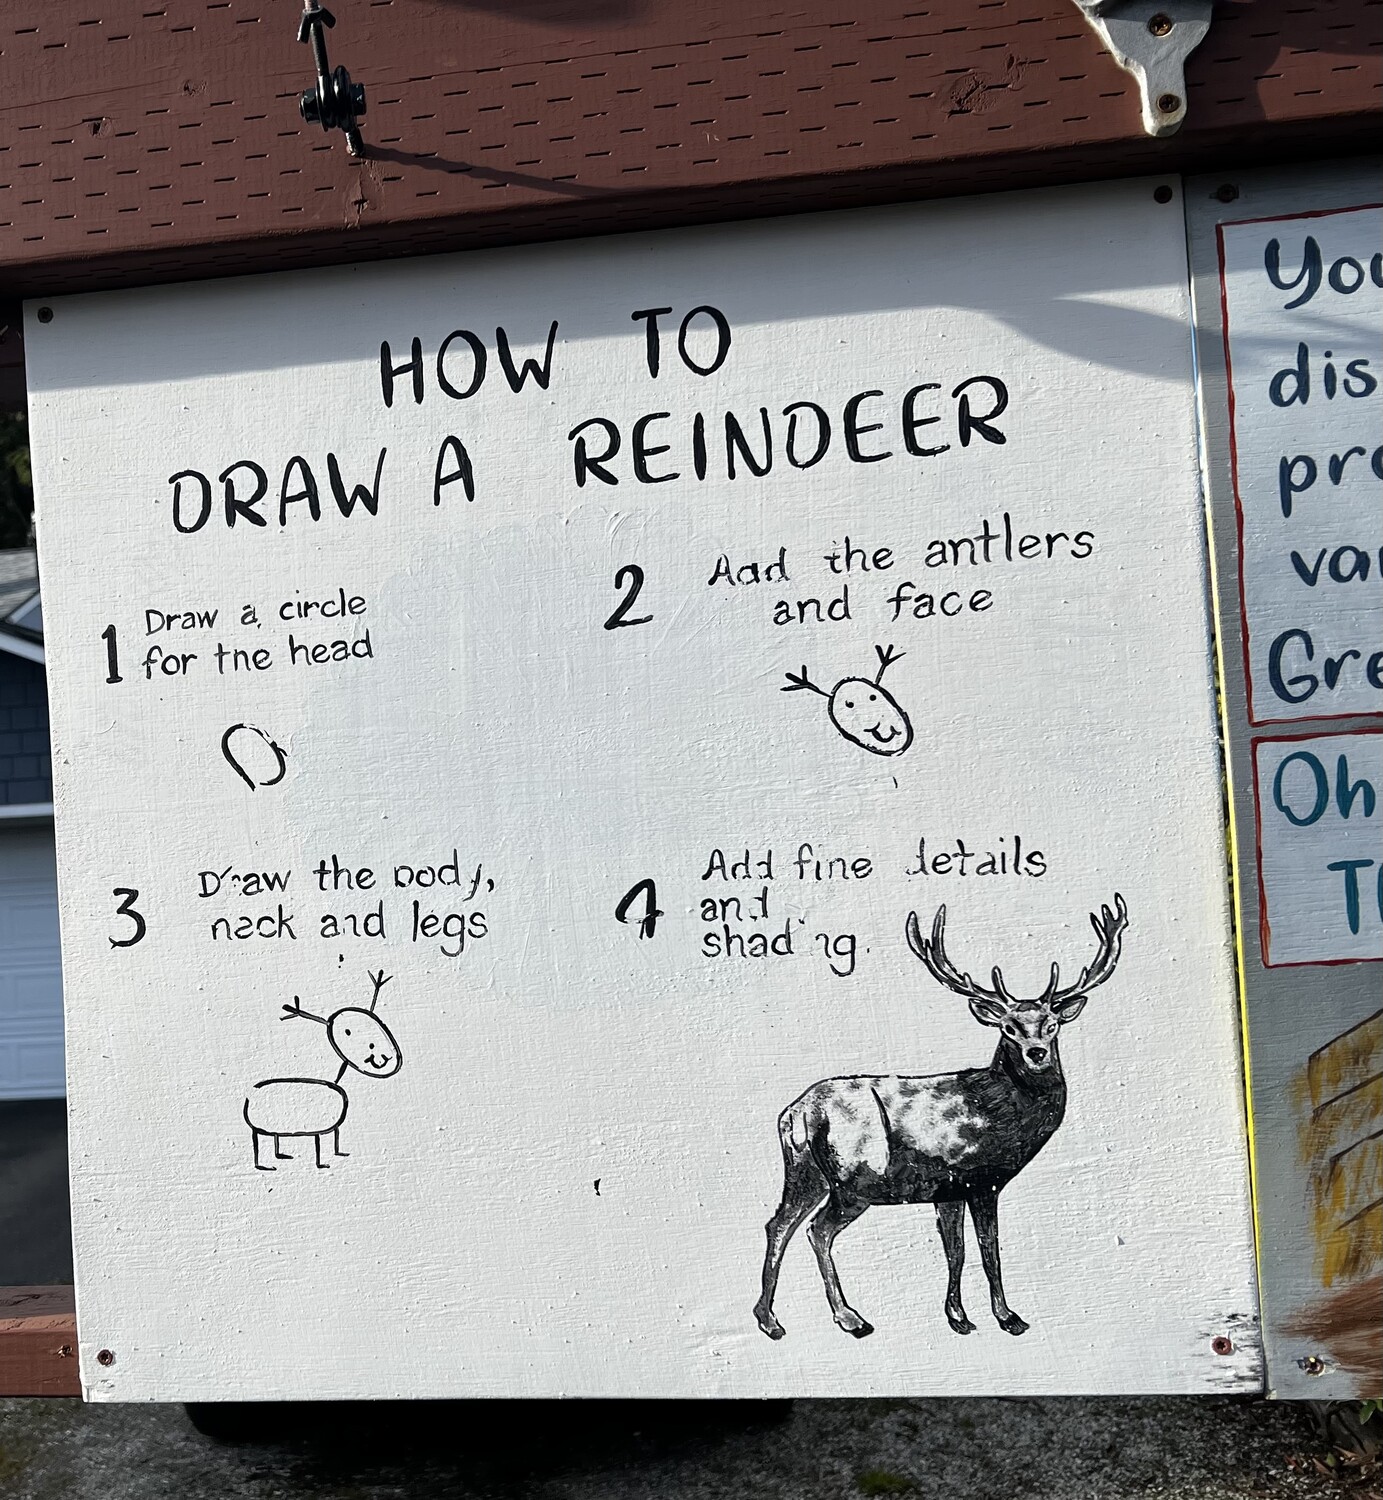 HOW TO
DRAW A REINDEER
1 Draw a circle
for the head
2 Add the antlers
and face
3 Draw the body,
neck and legs
4 Add fine details
and
shading.
You
dis
pro
va
Gre
Oh
T